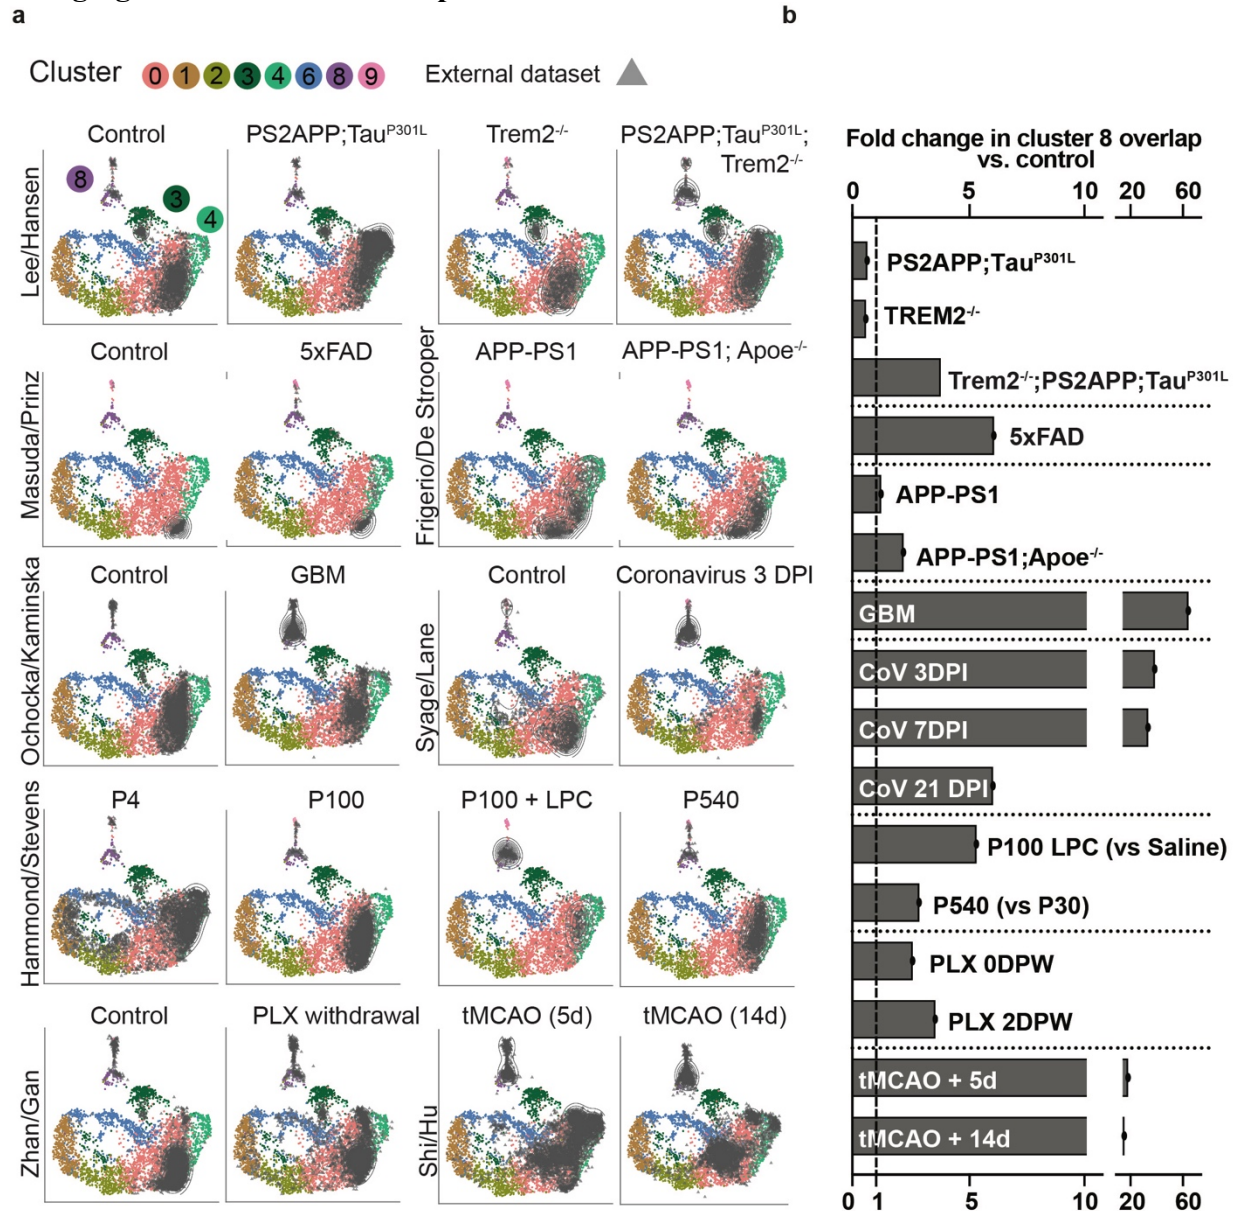 a
b
Cluster 0 1 2 3 4 6 8 9 External dataset
Lee/Hansen
Control
PS2APP;Tau^P301L
Trem2^-/-
PS2APP;Tau^P301L;
Trem2^-/-
8
3
4
Masuda/Prinz
Control
5xFAD
Frigerio/De Strooper
APP-PS1
APP-PS1; Apoe^-/-
Ochocka/Kaminska
Control
GBM
Syage/Lane
Control
Coronavirus 3 DPI
Hammond/Stevens
P4
P100
P100 + LPC
P540
Zhan/Gan
Control
PLX withdrawal
Shi/Hu
tMCAO (5d)
tMCAO (14d)
Fold change in cluster 8 overlap
vs. control
0 5 10 20 60
PS2APP;Tau^P301L
TREM2^-/-
Trem2^-/-;PS2APP;Tau^P301L
5xFAD
APP-PS1
APP-PS1;Apoe^-/-
GBM
CoV 3DPI
CoV 7DPI
CoV 21 DPI
P100 LPC (vs Saline)
P540 (vs P30)
PLX 0DPW
PLX 2DPW
tMCAO + 5d
tMCAO + 14d
0 1 5 10 20 60